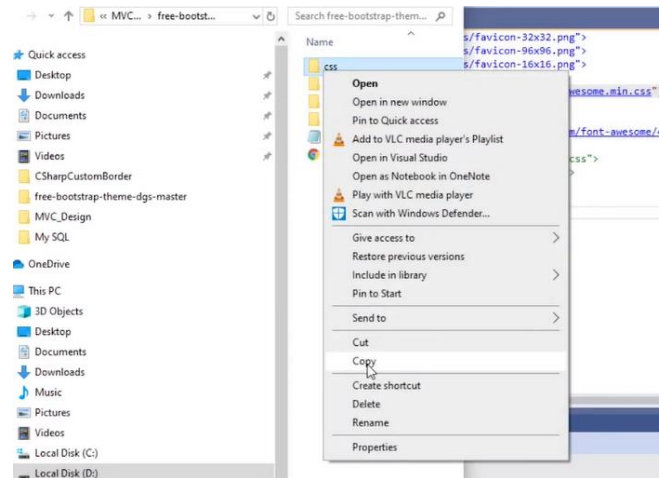 « MVC... › free-bootst...
Search free-bootstrap-them...
Quick access
Desktop
Downloads
Documents
Pictures
Videos
CSharpCustomBorder
free-bootstrap-theme-dgs-master
MVC_Design
My SQL
OneDrive
This PC
3D Objects
Desktop
Documents
Downloads
Music
Pictures
Videos
Local Disk (C:)
Local Disk (D:)
Name
css
Open
Open in new window
Pin to Quick access
Add to VLC media player's Playlist
Open in Visual Studio
Open as Notebook in OneNote
Play with VLC media player
Scan with Windows Defender...
Give access to
Restore previous versions
Include in library
Pin to Start
Send to
Cut
Copy
Create shortcut
Delete
Rename
Properties
s/favicon-32x32.png">
s/favicon-96x96.png">
s/favicon-16x16.png">
wesome.min.css"
m/font-awesome/4
css">
>